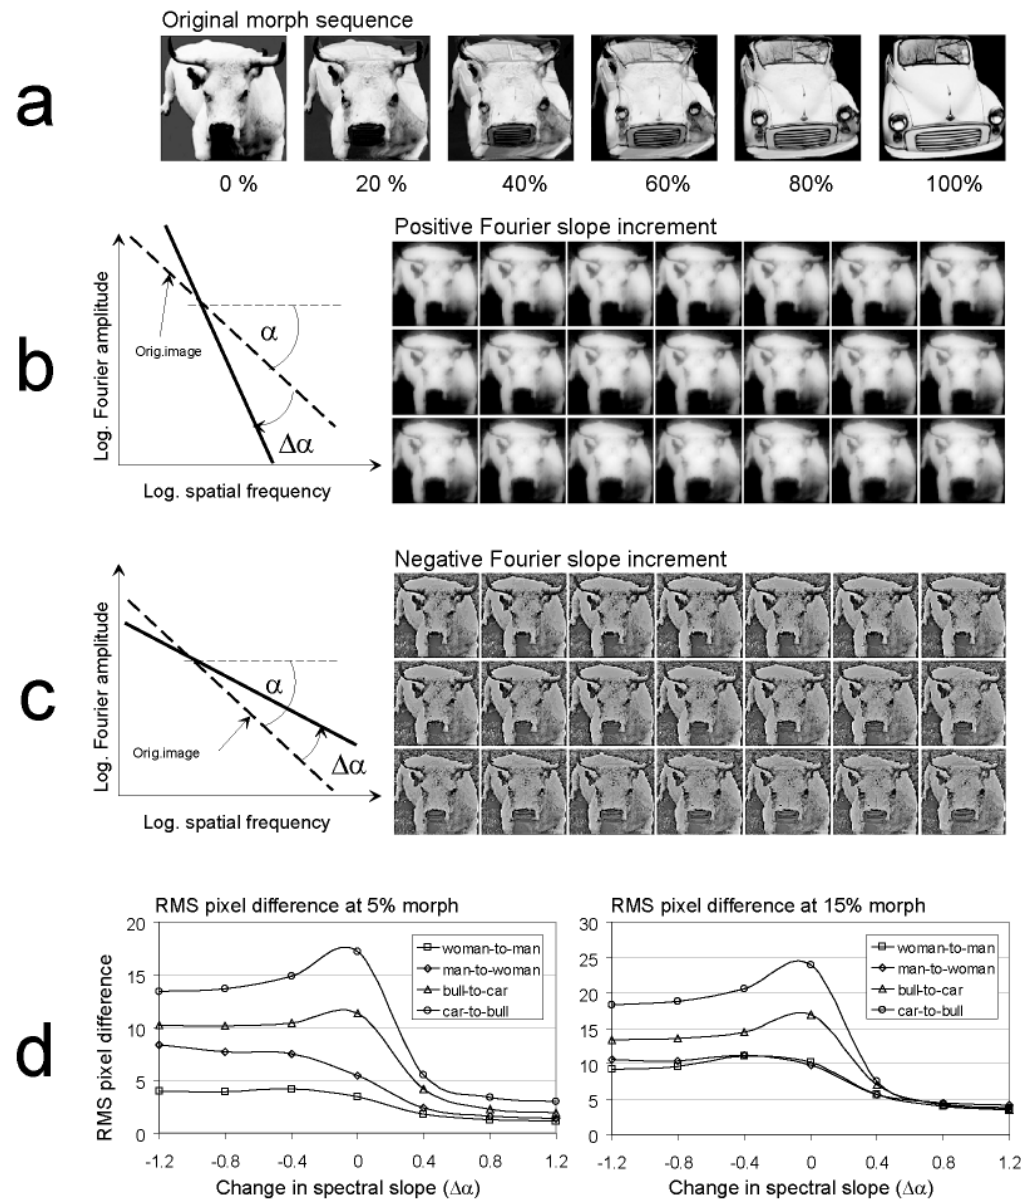 a
Original morph sequence
0 %
20 %
40%
60%
80%
100%
b
Log. Fourier amplitude
Orig.image
α
Δα
Log. spatial frequency
Positive Fourier slope increment
c
Log. Fourier amplitude
Orig.image
α
Δα
Log. spatial frequency
Negative Fourier slope increment
d
RMS pixel difference at 5% morph
RMS pixel difference
20
15
10
5
0
woman-to-man
man-to-woman
bull-to-car
car-to-bull
-1.2
-0.8
-0.4
0
0.4
0.8
1.2
Change in spectral slope (Δα)
RMS pixel difference at 15% morph
30
25
20
15
10
5
0
woman-to-man
man-to-woman
bull-to-car
car-to-bull
-1.2
-0.8
-0.4
0
0.4
0.8
1.2
Change in spectral slope (Δα)